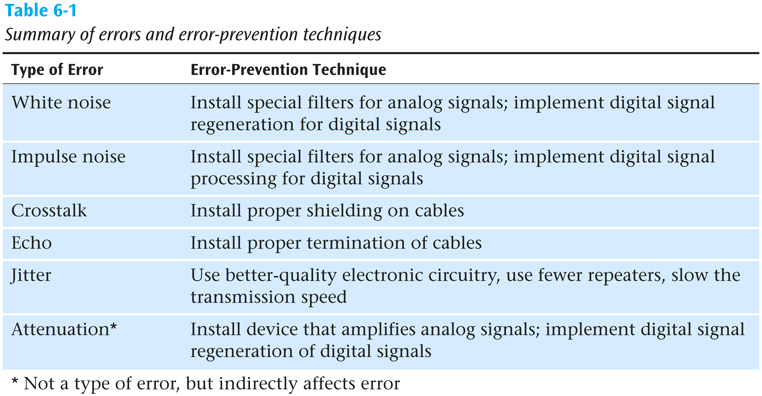 Table 6-1
Summary of errors and error-prevention techniques
Type of Error Error-Prevention Technique
White noise Install special filters for analog signals; implement digital signal
regeneration for digital signals
Impulse noise Install special filters for analog signals; implement digital signal
processing for digital signals
Crosstalk Install proper shielding on cables
Echo Install proper termination of cables
Jitter Use better-quality electronic circuitry, use fewer repeaters, slow the
transmission speed
Attenuation* Install device that amplifies analog signals; implement digital signal
regeneration of digital signals
* Not a type of error, but indirectly affects error